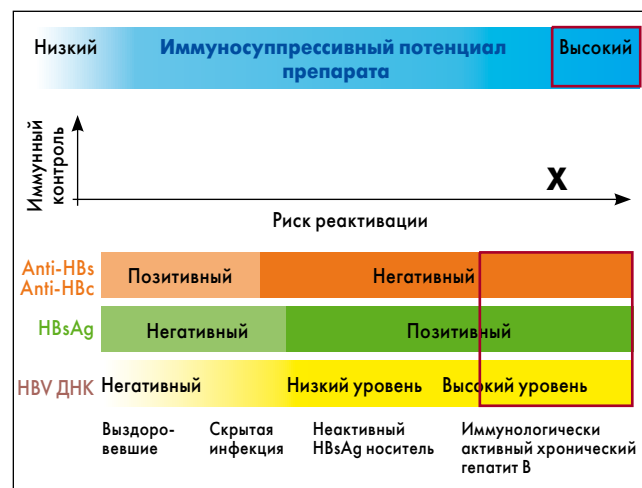 Низкий
Иммуносуппрессивный потенциал
препарата
Высокий
Иммунный
контроль
X
Риск реактивации
Anti-HBs
Anti-HBc
Позитивный
Негативный
HBsAg
Негативный
Позитивный
HBV ДНК
Негативный
Низкий уровень
Высокий уровень
Выздоро-
вевшие
Скрытая
инфекция
Неактивный
HBsAg носитель
Иммунологически
активный хронический
гепатит В